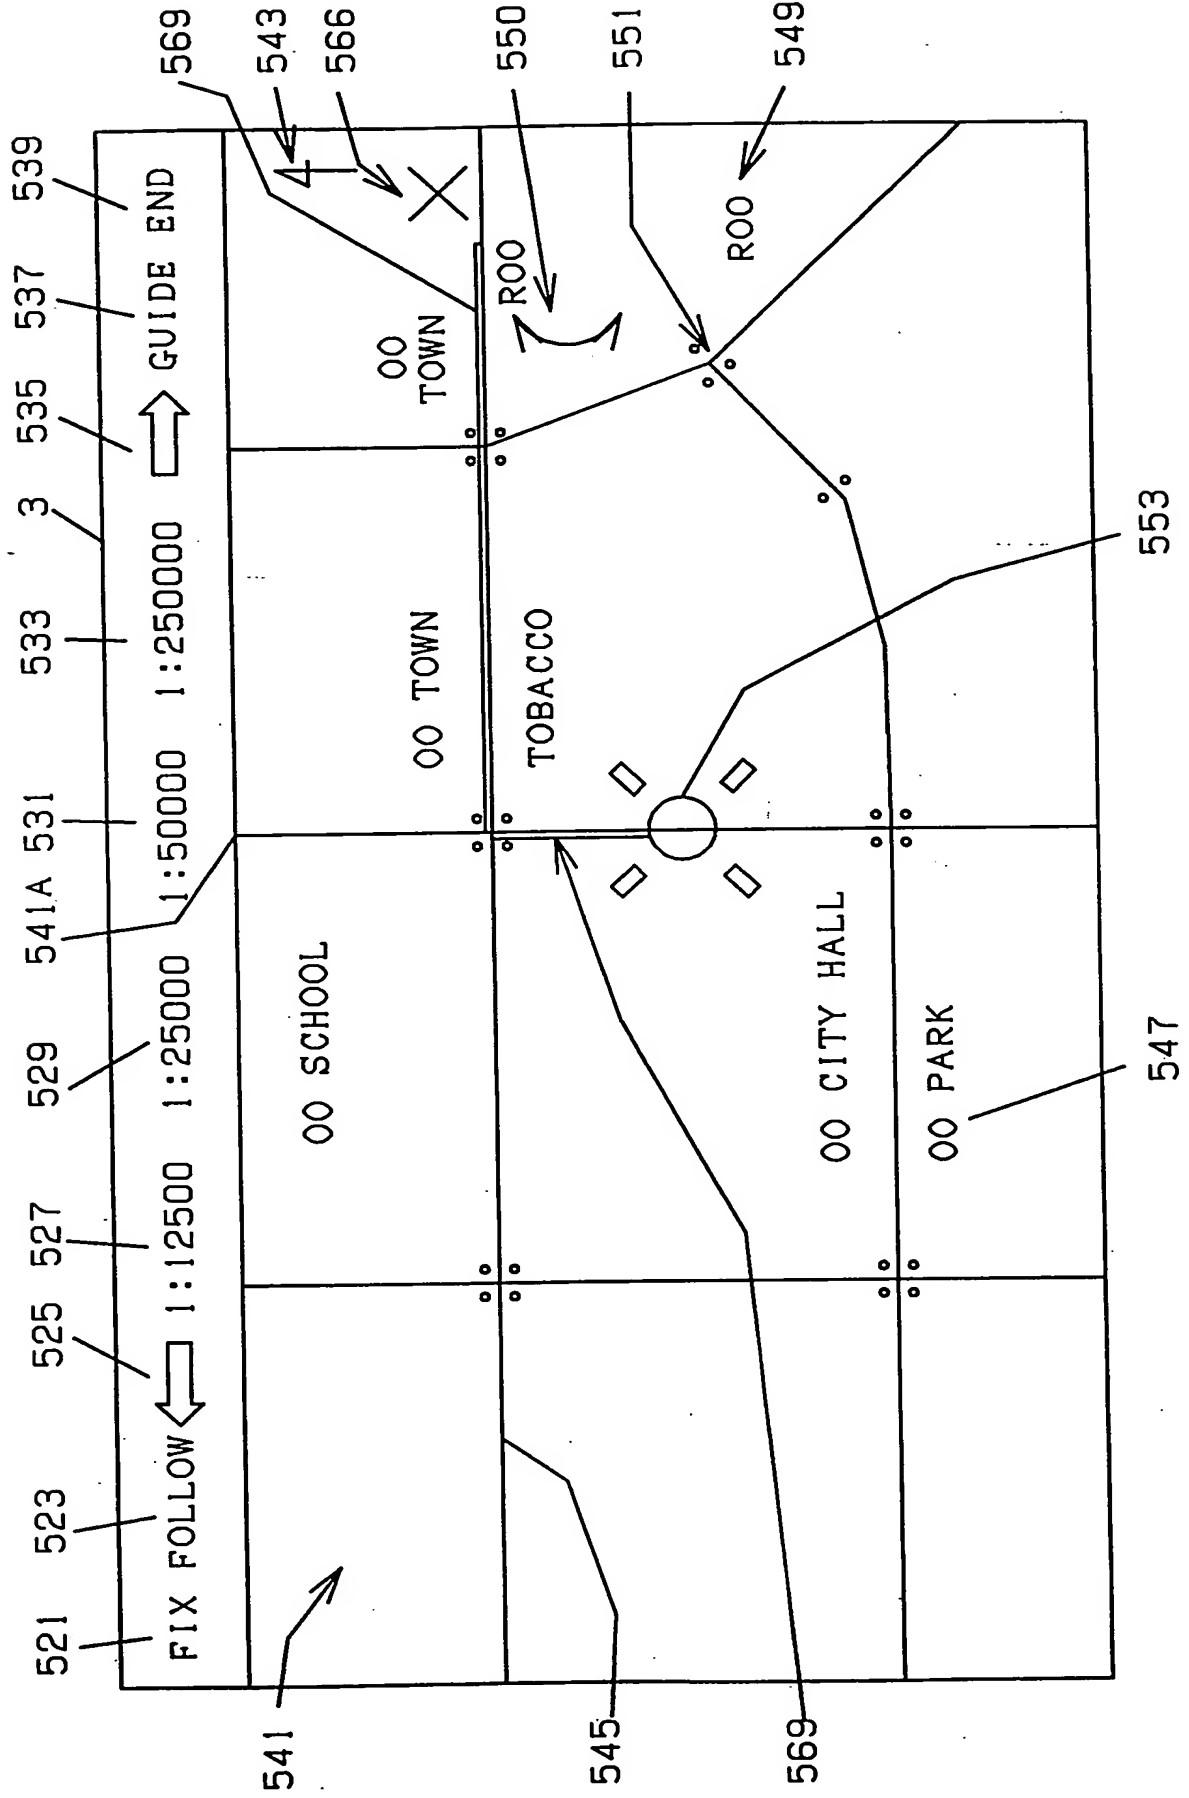 521 523 525 527 529 541A 531 533 3 535 537 539
FIX FOLLOW 1:12500 1:25000 1:50000 1:250000 GUIDE END
569
543
566
550
551
549
541
545
569
OO SCHOOL
OO TOWN
OO
TOWN
TOBACCO
ROO
ROO
OO CITY HALL
OO PARK
547
553